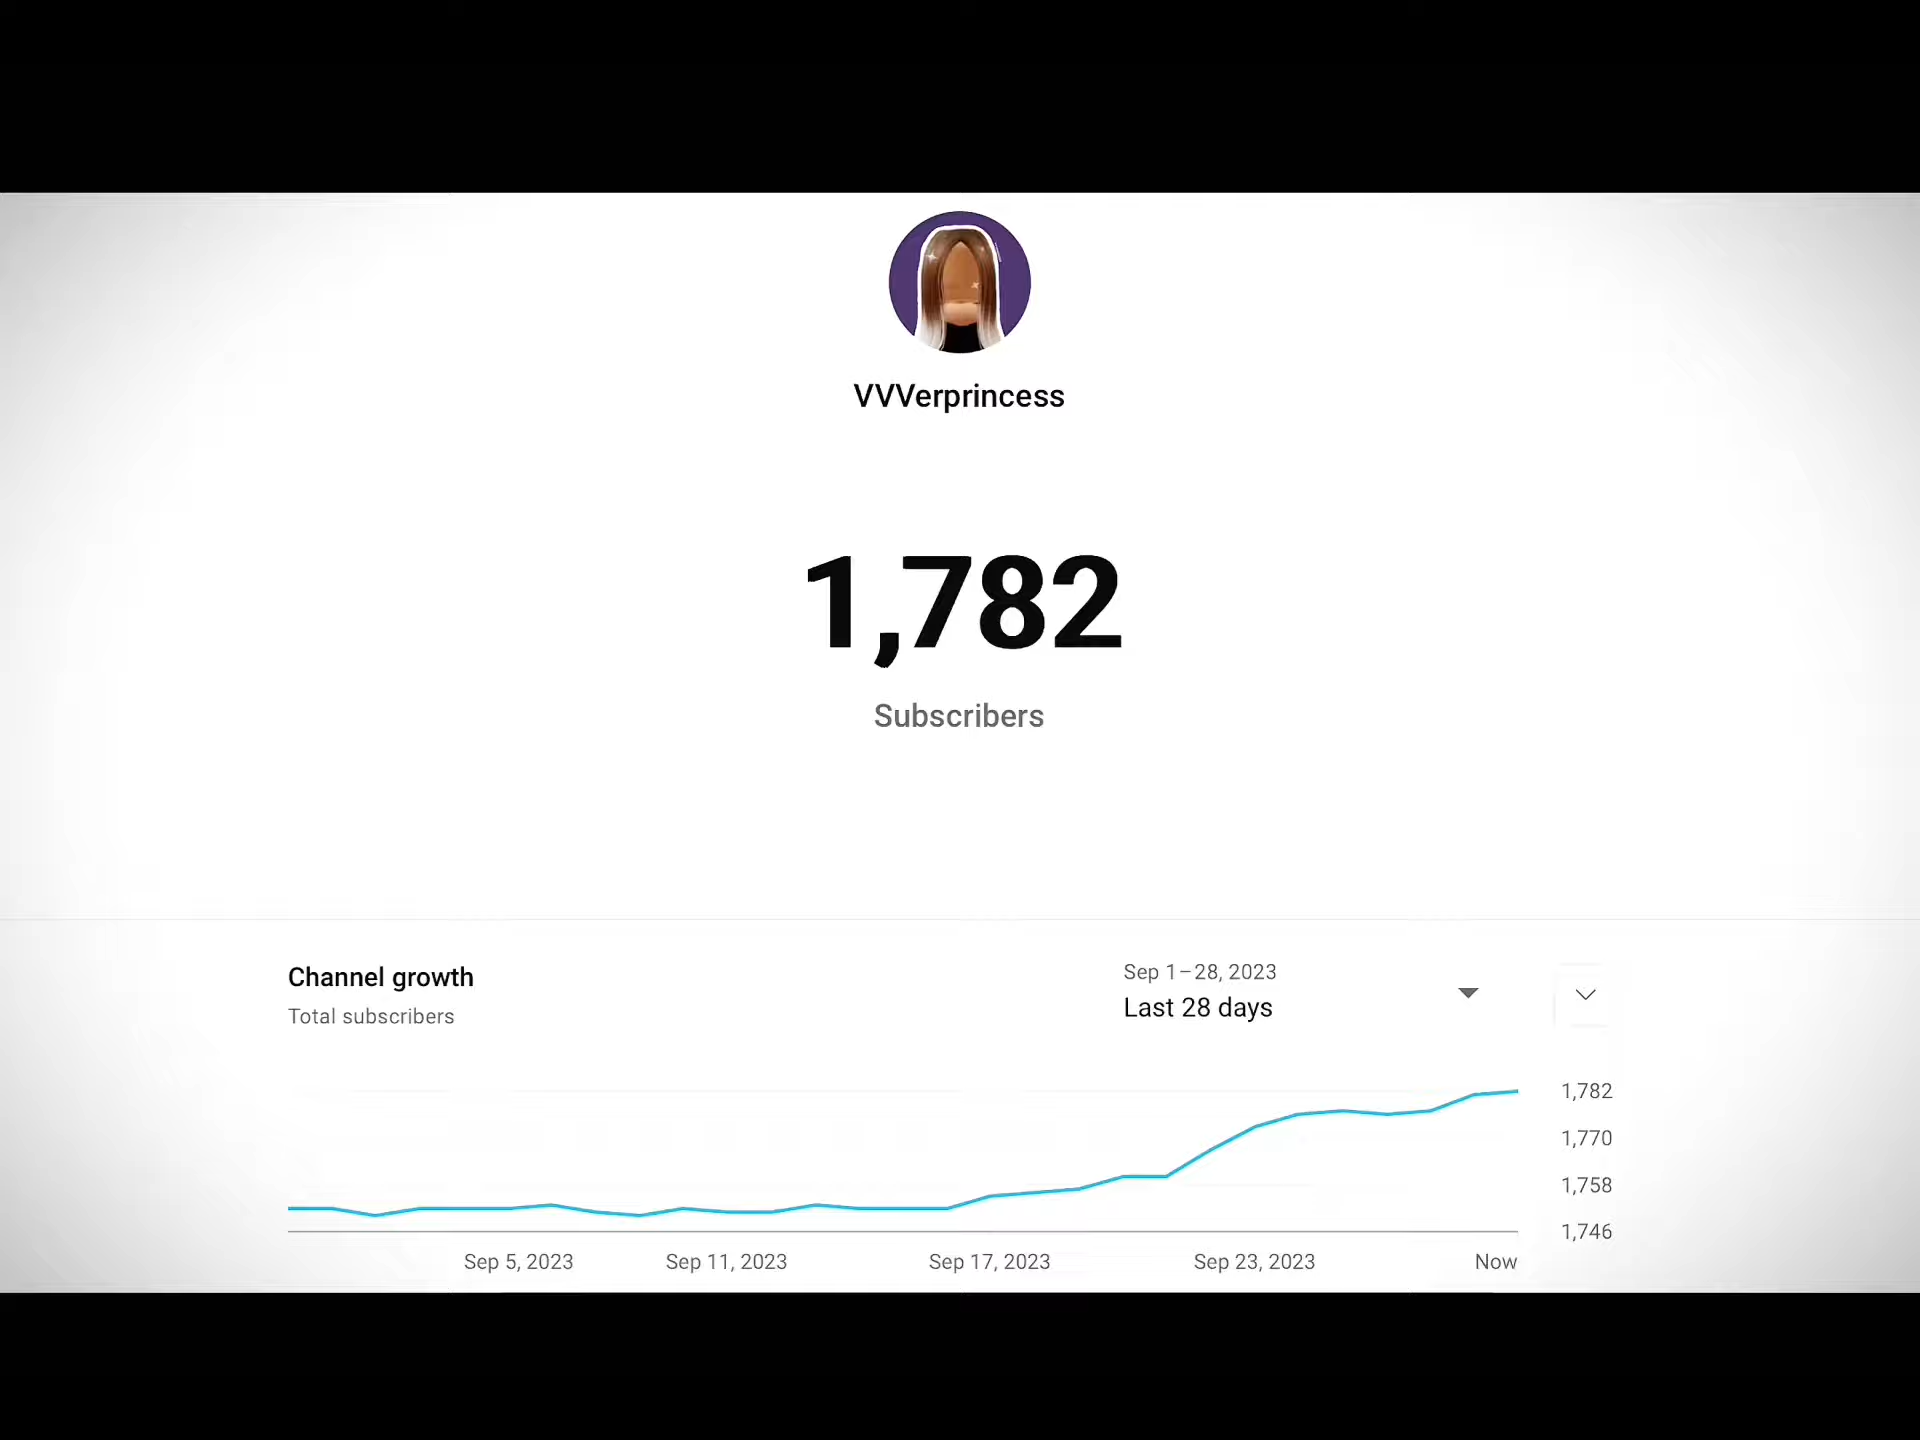 VVVerprincess
1,782
Subscribers
Channel growth
Total subscribers
Sep 1–28, 2023
Last 28 days
1,782
1,770
1,758
1,746
Sep 5, 2023
Sep 11, 2023
Sep 17, 2023
Sep 23, 2023
Now